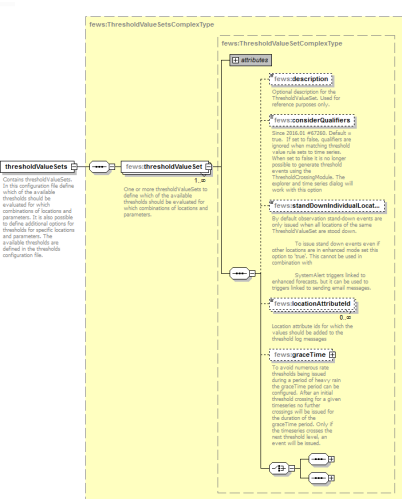 fews:ThresholdValueSetsComplexType
fews:ThresholdValueSetComplexType
attributes
fews:description
Optional description for the
ThresholdValueSet. Used for
reference purposes only.
fews:considerQualifiers
Since 2016.01 #67260. Default is
true. If set to false, qualifiers are
ignored when matching threshold
value rule sets to time series.
When set to false it is no longer
possible to generate threshold
events using the
ThresholdCrossingModule. The
explorer and time series dialog will
work with this option
thresholdValueSets
Contains thresholdValueSets.
In this configuration file define
which of the available
thresholds should be
evaluated for which
combinations of locations and
parameters. It is also possible
to define additional options for
thresholds for specific locations
and parameters. The
available thresholds are
defined in the thresholds
configuration file.
fews:thresholdValueSet
1..∞
One or more thresholdValueSets to
define which of the available
thresholds should be evaluated for
which combinations of locations and
parameters.
fews:standDownIndividualLocat...
By default observation stand-down events are
only issued when all locations of the same
ThresholdValueSet are stood down.
To issue stand down events even if
other locations are in enhanced mode set this
option to 'true'. This cannot be used in
combination with
SystemAlert triggers linked to
enhanced forecasts, but it can be used to
triggers linked to sending email messages.
fews:locationAttributeId
0..∞
Location attribute ids for which the
values should be added to the
threshold log messages
fews:graceTime
To avoid numerous rate
thresholds being issued
during a period of heavy rain
the graceTime period can be
configured. After an initial
threshold crossing for a given
timeseries no further
crossings will be issued for
the duration of the
graceTime period. Only if
the timeseries crosses the
next threshold level, an
event will be issued.